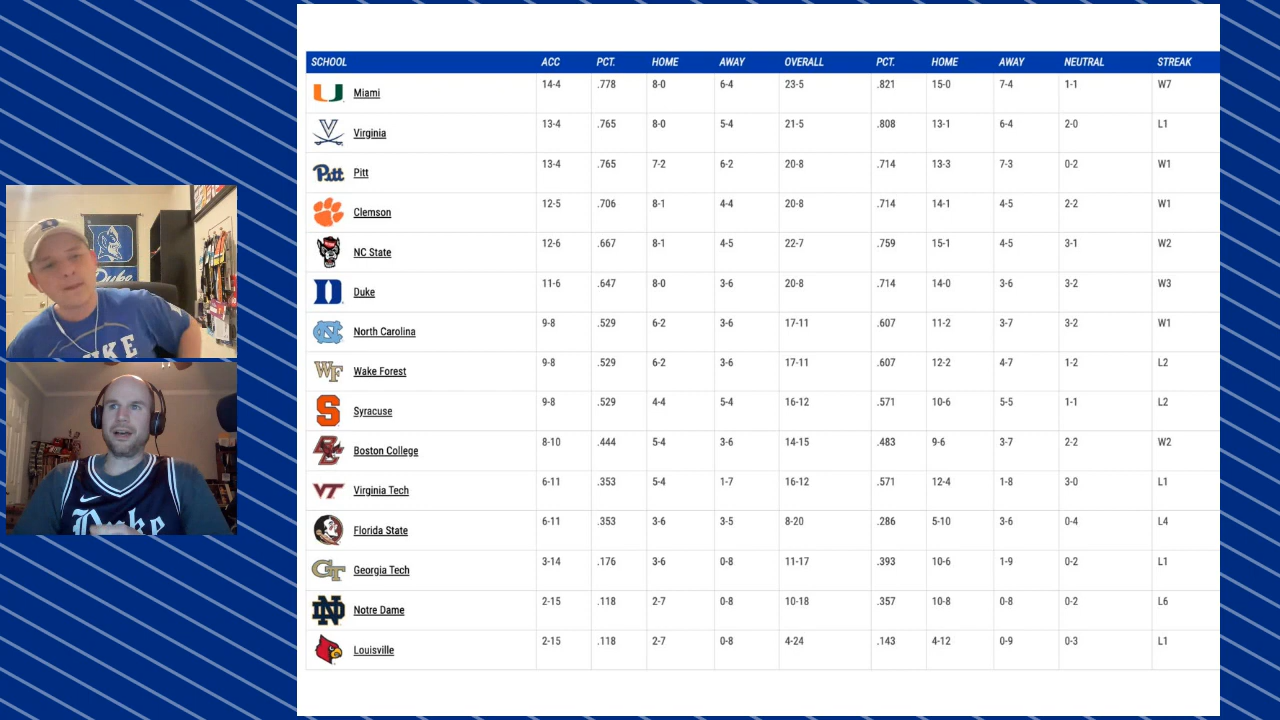 SCHOOL ACC PCT. HOME AWAY OVERALL PCT. HOME AWAY NEUTRAL STREAK
Miami 14-4 .778 8-0 6-4 23-5 .821 15-0 7-4 1-1 W7
Virginia 13-4 .765 8-0 5-4 21-5 .808 13-1 6-4 2-0 L1
Pitt Pitt 13-4 .765 7-2 6-2 20-8 .714 13-3 7-3 0-2 W1
Clemson 12-5 .706 8-1 4-4 20-8 .714 14-1 4-5 2-2 W1
NC State 12-6 .667 8-1 4-5 22-7 .759 15-1 4-5 3-1 W2
D Duke 11-6 .647 8-0 3-6 20-8 .714 14-0 3-6 3-2 W3
NC North Carolina 9-8 .529 6-2 3-6 17-11 .607 11-2 3-7 3-2 W1
WF Wake Forest 9-8 .529 6-2 3-6 17-11 .607 12-2 4-7 1-2 L2
S Syracuse 9-8 .529 4-4 5-4 16-12 .571 10-6 5-5 1-1 L2
BC Boston College 8-10 .444 5-4 3-6 14-15 .483 9-6 3-7 2-2 W2
VT Virginia Tech 6-11 .353 5-4 1-7 16-12 .571 12-4 1-8 3-0 L1
Florida State 6-11 .353 3-6 3-5 8-20 .286 5-10 3-6 0-4 L4
GT Georgia Tech 3-14 .176 3-6 0-8 11-17 .393 10-6 1-9 0-2 L1
ND Notre Dame 2-15 .118 2-7 0-8 10-18 .357 10-8 0-8 0-2 L6
Louisville 2-15 .118 2-7 0-8 4-24 .143 4-12 0-9 0-3 L1
Duke
DUKE
Duke